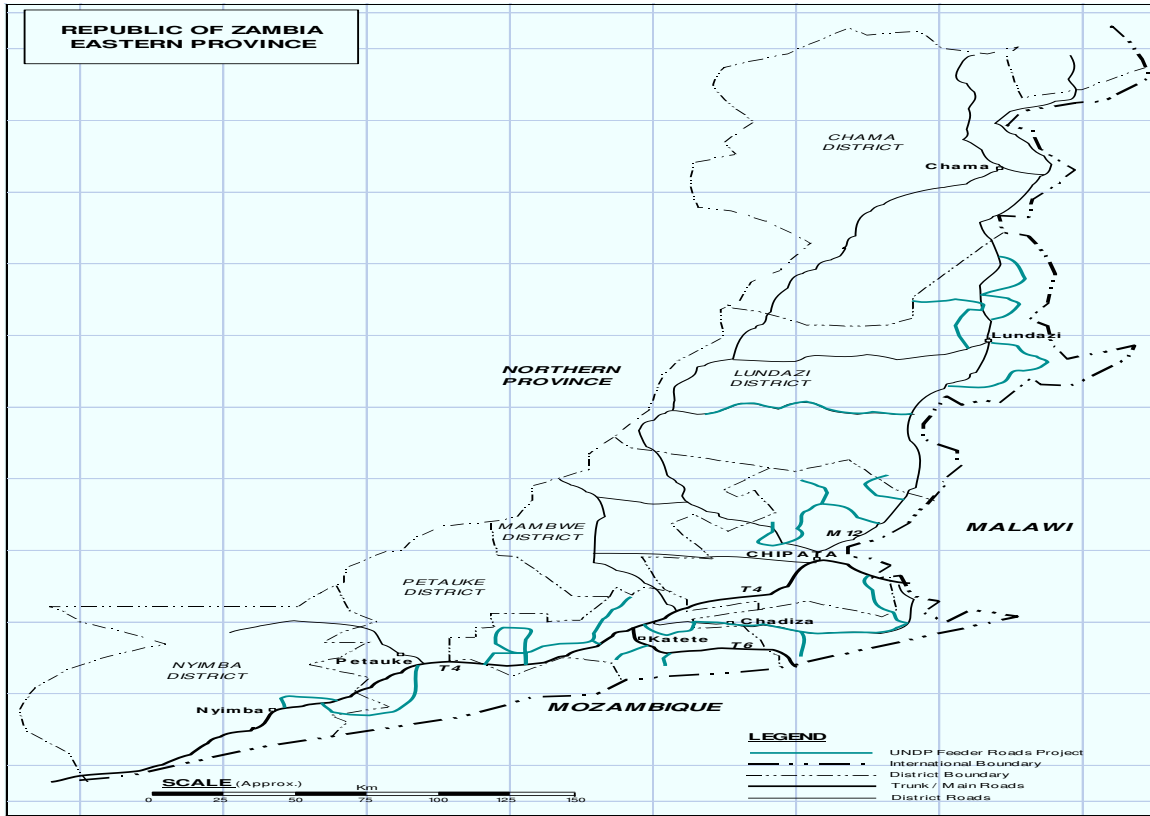 REPUBLIC OF ZAMBIA
EASTERN PROVINCE
CHAMA
DISTRICT
Chama
Lundazi
NORTHERN
PROVINCE
LUNDAZI
DISTRICT
MAMBWE
DISTRICT
M 12
MALAWI
CHIPATA
PETAUKE
DISTRICT
T4
Chadiza
Katete
T6
Petauke
T4
NYIMBA
DISTRICT
Nyimba
MOZAMBIQUE
LEGEND
UNDP Feeder Roads Project
International Boundary
District Boundary
Trunk / Main Roads
District Roads
SCALE (Approx.)
Km
0 25 50 75 100 125 150